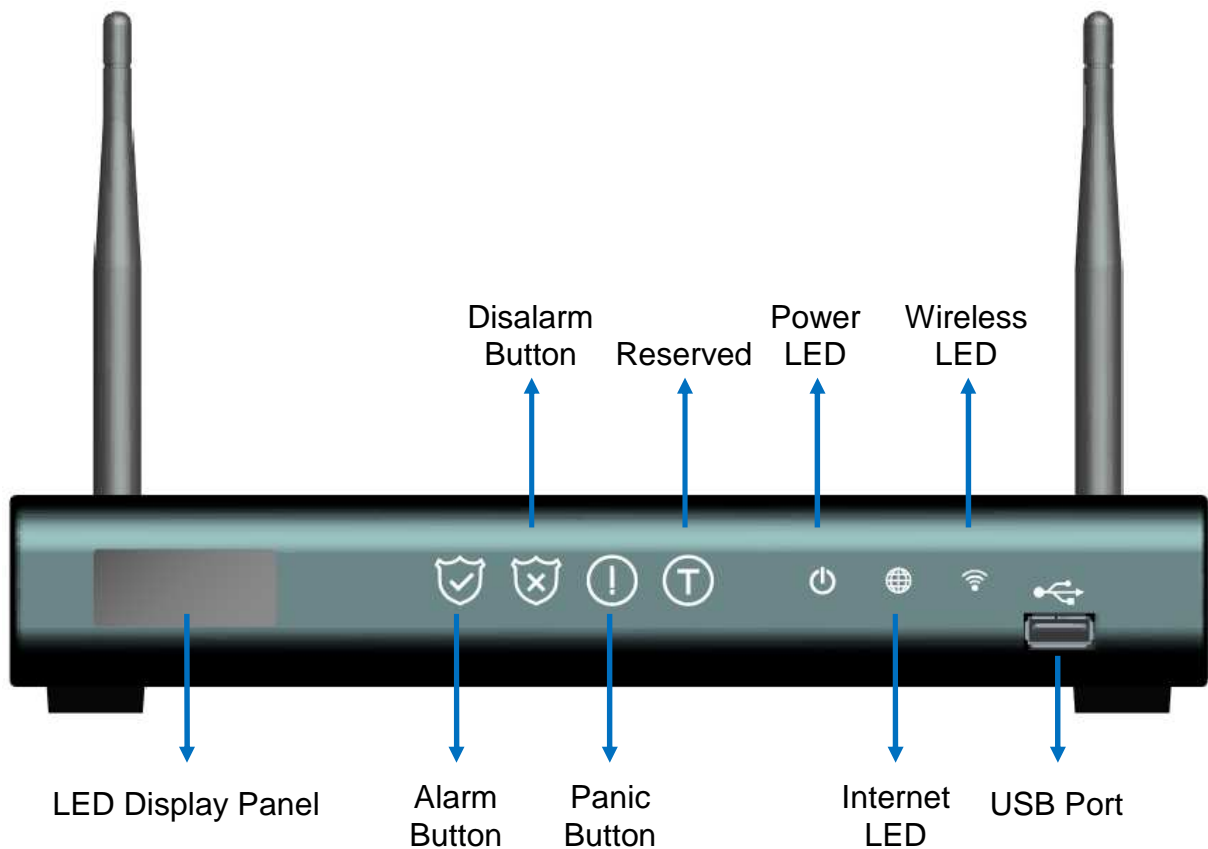 Disalarm
Button
Reserved
Power
LED
Wireless
LED
T
LED Display Panel
Alarm
Button
Panic
Button
Internet
LED
USB Port